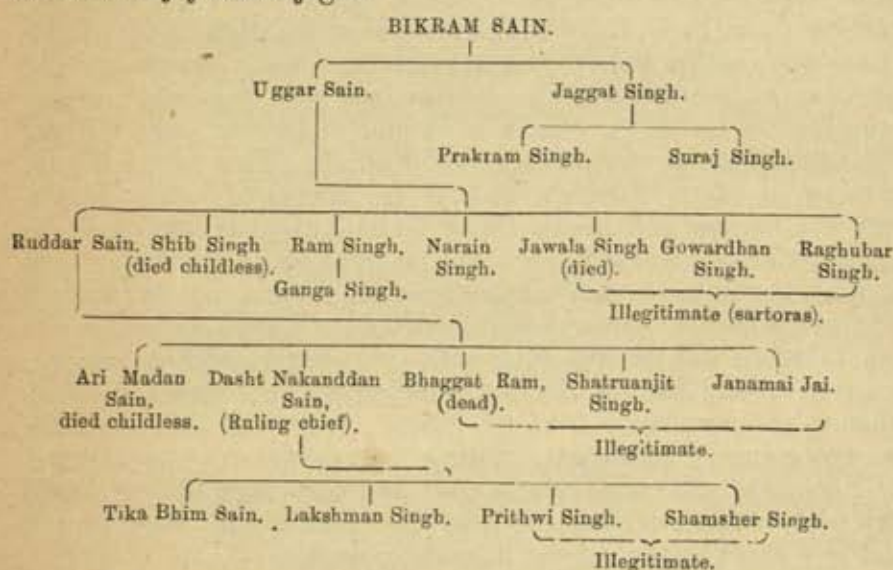 BIKRAM SAIN.
Uggar Sain. Jaggat Singh.
Prakram Singh. Suraj Singh.
Ruddar Sain. Shib Singh Ram Singh. Narain Jawala Singh Gowardhan Raghubar
(died childless). Singh. (died). Singh. Singh.
Ganga Singh.
Illegitimate (sartoras).
Ari Madan Dasht Nakanddan Bhaggat Ram, Shatruanjit Janamai Jai.
Sain, Sain, (dead). Singh.
died childless. (Ruling chief).
Illegitimate.
Tika Bhim Sain. Lakshman Singh. Prithwi Singh. Shamsher Singh.
Illegitimate.